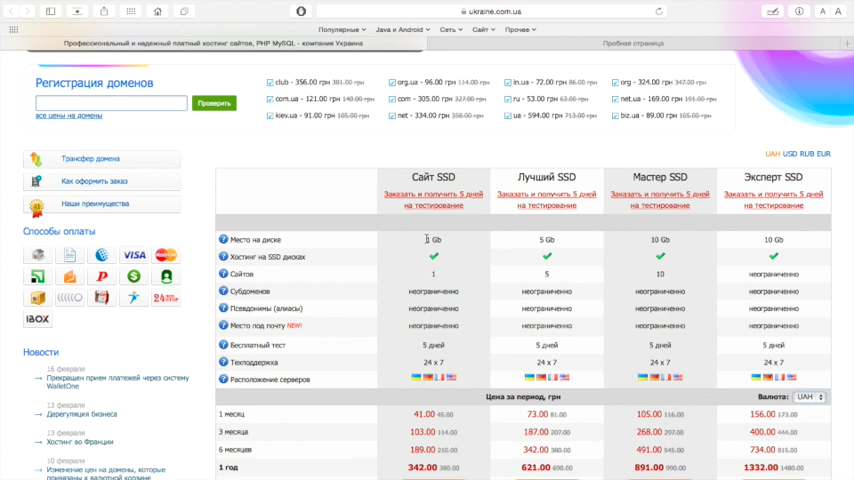 ukraine.com.ua
Популярные
Java и Android
Сеть
Сайт
Прочее
Профессиональный и надежный платный хостинг сайтов, PHP MySQL - компания Украина
Пробная страница
Регистрация доменов
Проверить
все цены на домены
club - 356.00 грн 381.00 грн
org.ua - 96.00 грн 114.00 грн
in.ua - 72.00 грн 86.00 грн
org - 324.00 грн 347.00 грн
com.ua - 121.00 грн 140.00 грн
com - 305.00 грн 327.00 грн
ru - 53.00 грн 63.00 грн
net.ua - 169.00 грн 191.00 грн
kiev.ua - 91.00 грн 105.00 грн
net - 334.00 грн 358.00 грн
ua - 594.00 грн 713.00 грн
biz.ua - 89.00 грн 105.00 грн
UAH USD RUB EUR
Трансфер домена
Как оформить заказ
Наши преимущества
Способы оплаты
VISA
MasterCard
24
iBOX
Новости
16 февраля
Прекращен прием платежей через систему
WalletOne
13 февраля
Дерегуляция бизнеса
13 февраля
Хостинг во Франции
10 февраля
Изменение цен на домены, которые
Сайт SSD Лучший SSD Мастер SSD Эксперт SSD
Заказать и получить 5 дней Заказать и получить 5 дней Заказать и получить 5 дней Заказать и получить 5 дней
на тестирование на тестирование на тестирование на тестирование
Место на диске 1 Gb 5 Gb 10 Gb 10 Gb
Хостинг на SSD дисках
Сайтов 1 5 10 неограниченно
Субдоменов неограниченно неограниченно неограниченно неограниченно
Псевдонимы (алиасы) неограниченно неограниченно неограниченно неограниченно
Место под почту NEW! неограниченно неограниченно неограниченно неограниченно
Бесплатный тест 5 дней 5 дней 5 дней 5 дней
Техподдержка 24 x 7 24 x 7 24 x 7 24 x 7
Расположение серверов
Цена за период, грн Валюта: UAH
1 месяц 41.00 45.00 73.00 81.00 105.00 116.00 156.00 173.00
3 месяца 103.00 114.00 187.00 207.00 268.00 297.00 400.00 444.00
6 месяцев 189.00 210.00 342.00 380.00 491.00 545.00 734.00 815.00
1 год 342.00 380.00 621.00 690.00 891.00 990.00 1332.00 1480.00